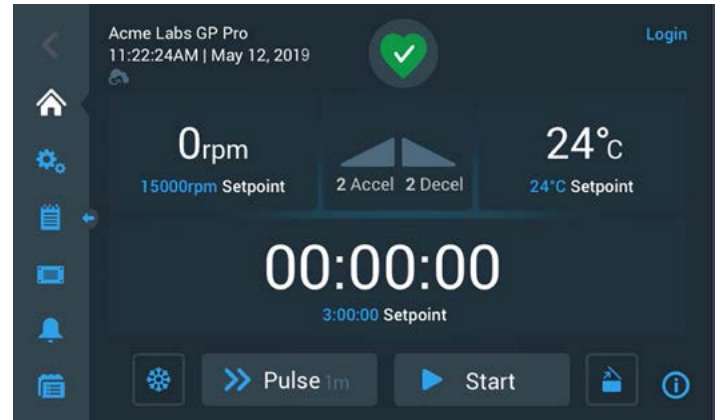 Acme Labs GP Pro
11:22:24AM | May 12, 2019
Login
0rpm
15000rpm Setpoint
2 Accel 2 Decel
24°C
24°C Setpoint
00:00:00
3:00:00 Setpoint
Pulse 1m
Start